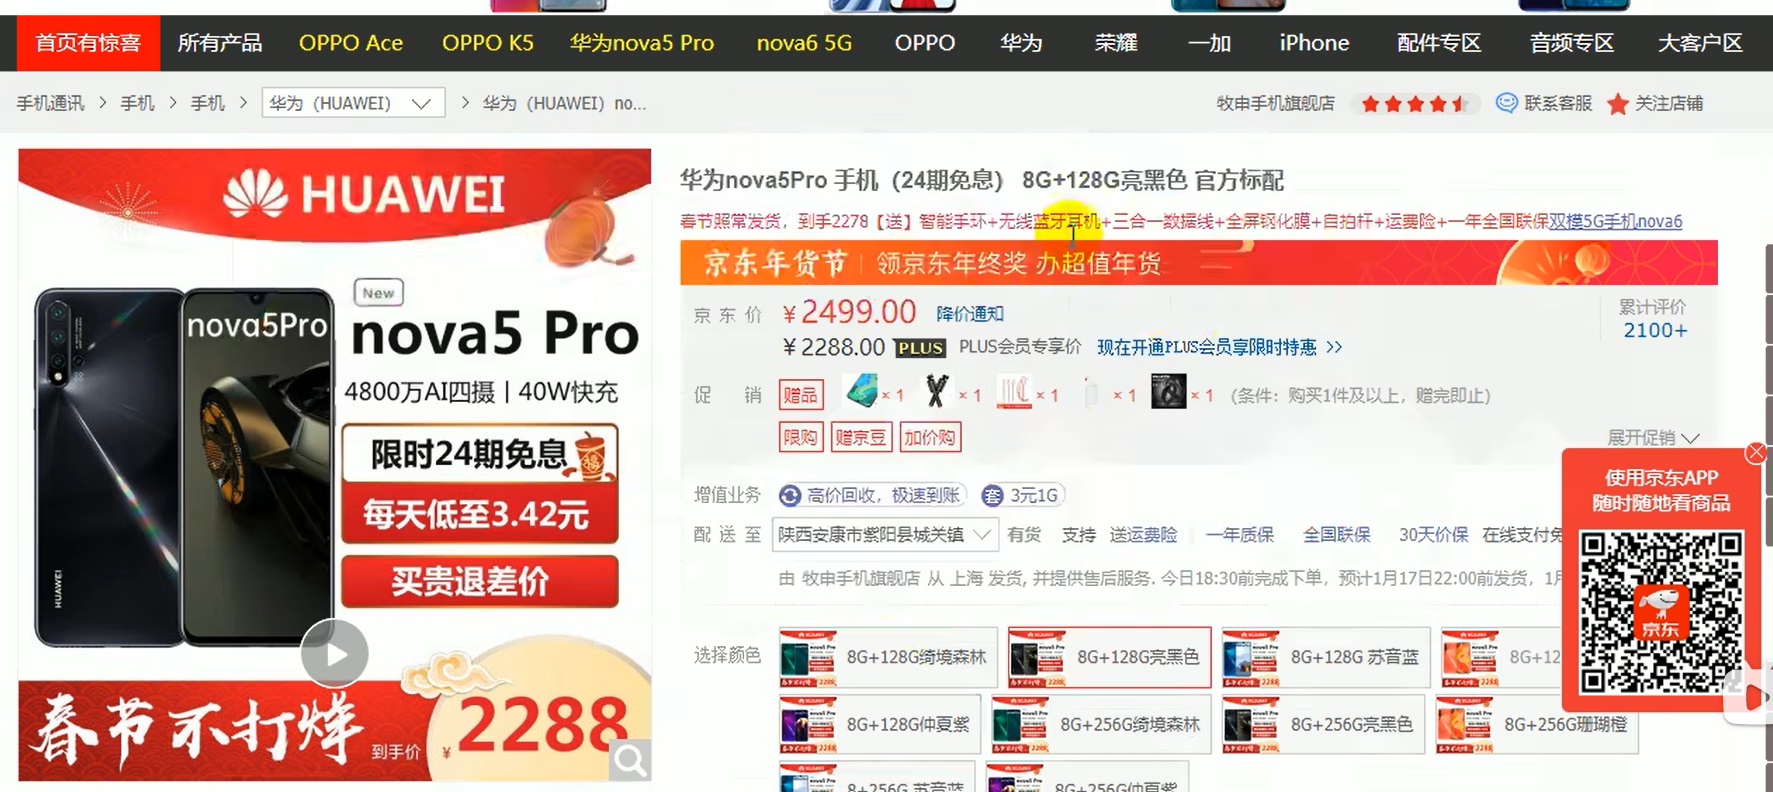 首页有惊喜 所有产品 OPPO Ace OPPO K5 华为nova5 Pro nova6 5G OPPO 华为 荣耀 一加 iPhone 配件专区 音频专区 大客户区
手机通讯 > 手机 > 手机 > 华为（HUAWEI） > 华为（HUAWEI）no...
牧申手机旗舰店 联系客服 关注店铺
HUAWEI
New
nova5Pro
nova5 Pro
4800万AI四摄 | 40W快充
限时24期免息
福
每天低至3.42元
买贵退差价
HUAWEI
春节不打烊
到手价 ¥2288
华为nova5Pro 手机（24期免息） 8G+128G亮黑色 官方标配
春节照常发货，到手2278【送】智能手环+无线蓝牙耳机+三合一数据线+全屏钢化膜+自拍杆+运费险+一年全国联保双模5G手机nova6
京东年货节 | 领京东年终奖 办超值年货
京东价 ￥2499.00 降价通知
累计评价
2100+
￥2288.00 PLUS PLUS会员专享价 现在开通PLUS会员享限时特惠 >>
促销 赠品 ×1 ×1 ×1 ×1 ×1 (条件：购买1件及以上，赠完即止)
限购 赠京豆 加价购
展开促销
增值业务 高价回收，极速到账 套 3元1G
配送至 陕西安康市紫阳县城关镇 有货 支持 送运费险 一年质保 全国联保 30天价保 在线支付免
由 牧申手机旗舰店 从 上海 发货, 并提供售后服务. 今日18:30前完成下单，预计1月17日22:00前发货，1月
使用京东APP
随时随地看商品
京东
选择颜色 8G+128G绮境森林 8G+128G亮黑色 8G+128G 苏音蓝 8G+12
8G+128G仲夏紫 8G+256G绮境森林 8G+256G亮黑色 8G+256G珊瑚橙
8+256G 苏音蓝 8G+256G仲夏紫